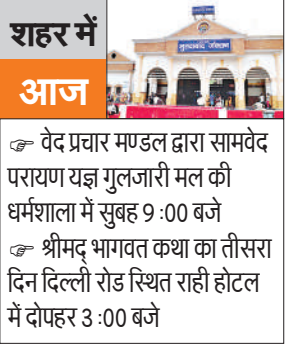 शहर में
आज
मुरादाबाद जंक्शन
☞ वेद प्रचार मण्डल द्वारा सामवेद
परायण यज्ञ गुलजारी मल की
धर्मशाला में सुबह 9 :00 बजे
☞ श्रीमद् भागवत कथा का तीसरा
दिन दिल्ली रोड स्थित राही होटल
में दोपहर 3 :00 बजे